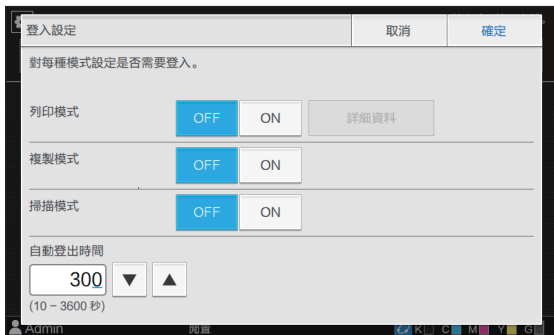 登入設定 取消 確定
對每種模式設定是否需要登入。
列印模式 OFF ON 詳細資料
複製模式 OFF ON
掃描模式 OFF ON
自動登出時間
300 ▼ ▲
(10 – 3600 秒)
Admin 閒置 K C M Y G